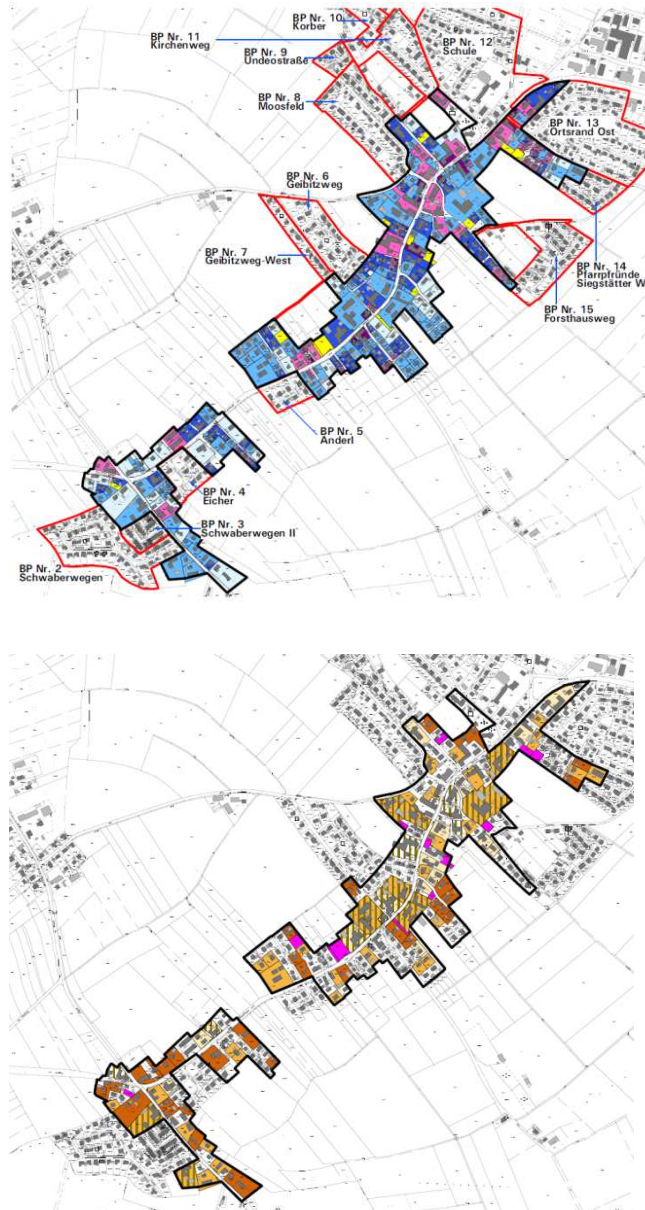 BP Nr. 10
Korber
BP Nr. 11
Kirchenweg
BP Nr. 12
Schule
BP Nr. 9
Undeostraße
BP Nr. 8
Moosfeld
BP Nr. 13
Ortsrand Ost
BP Nr. 6
Geibitzweg
BP Nr. 7
Geibitzweg-West
BP Nr. 14
Pfarrpfründe
Siegstätter W
BP Nr. 15
Forsthausweg
BP Nr. 5
Anderl
BP Nr. 4
Eicher
BP Nr. 3
Schwaberwegen II
BP Nr. 2
Schwaberwegen